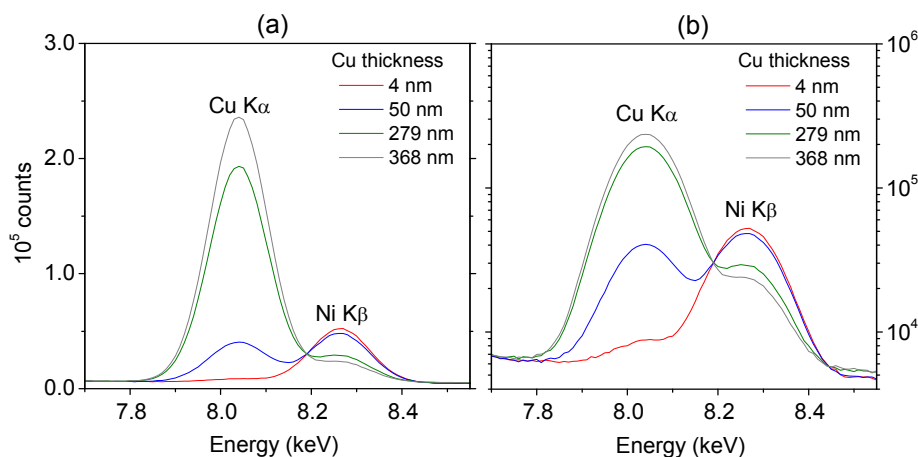 (a)
3.0
2.0
1.0
0.0
10⁵ counts
Cu thickness
4 nm
50 nm
279 nm
368 nm
Cu Kα
Ni Kβ
7.8 8.0 8.2 8.4
Energy (keV)
(b)
Cu thickness
4 nm
50 nm
279 nm
368 nm
Cu Kα
Ni Kβ
10⁶
10⁵
10⁴
7.8 8.0 8.2 8.4
Energy (keV)